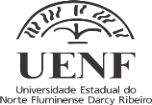 UENF
Universidade Estadual do
Norte Fluminense Darcy Ribeiro